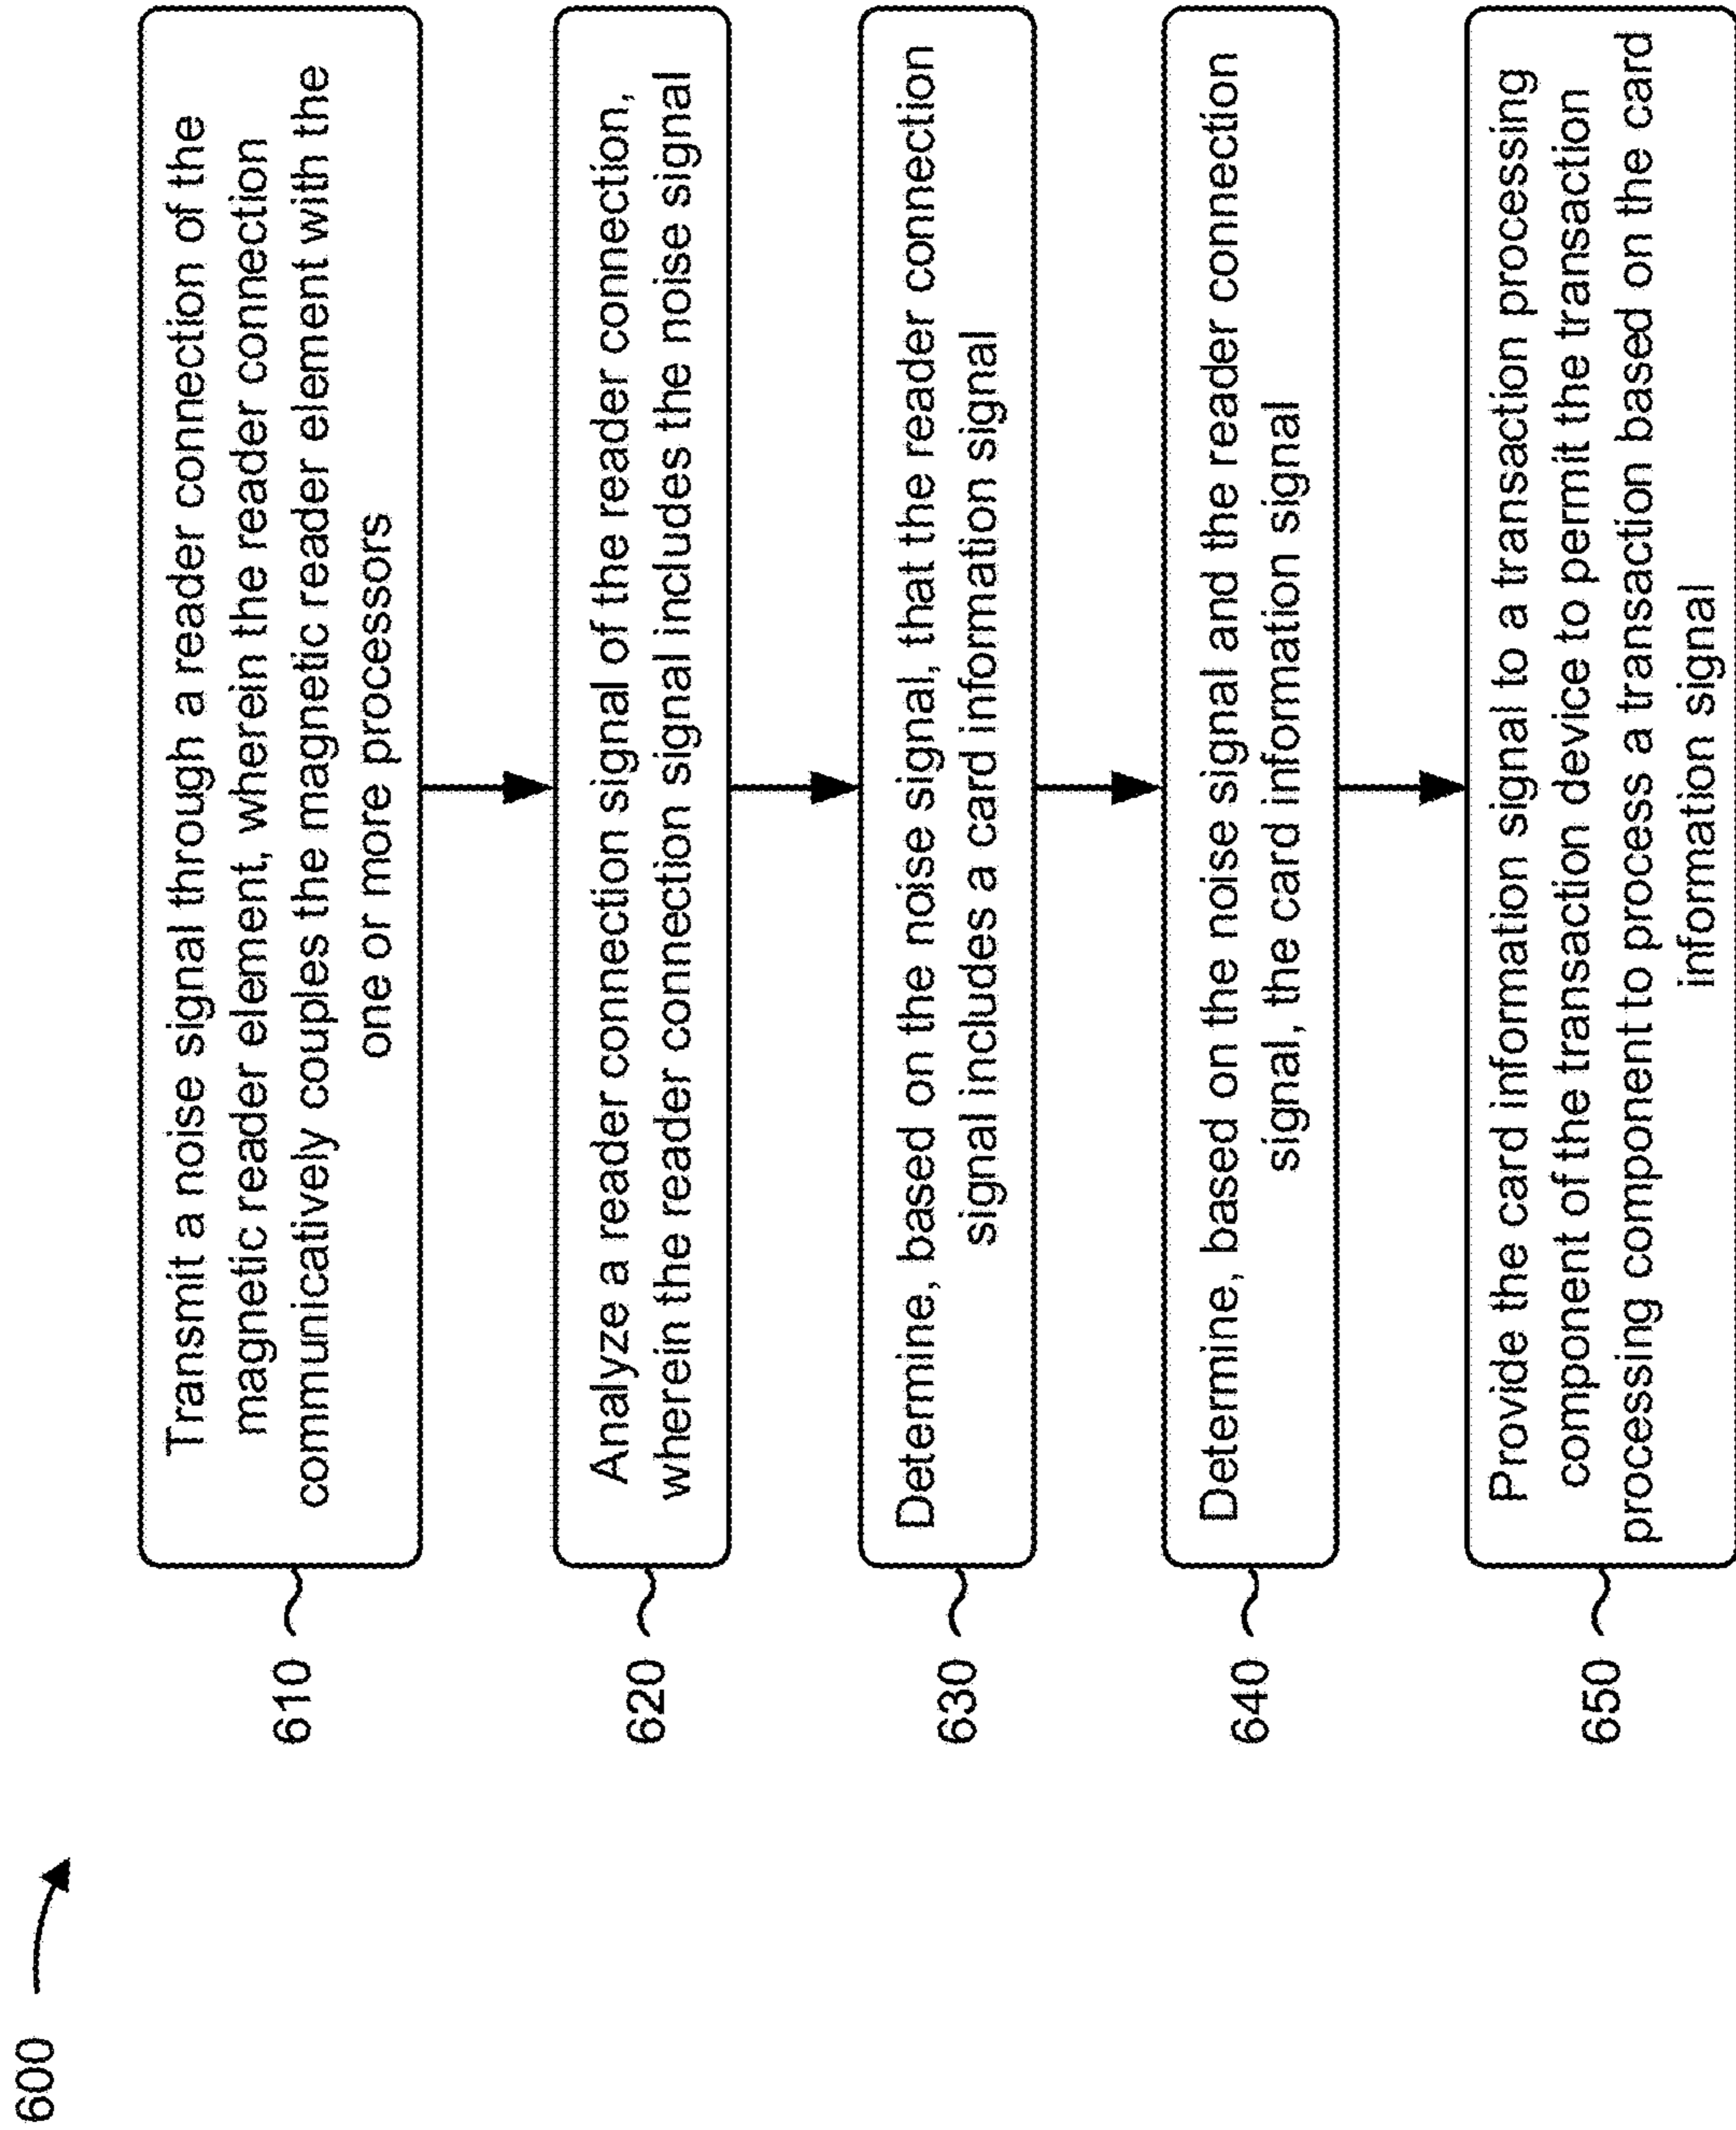 600
610
Transmit a noise signal through a reader connection of the
magnetic reader element, wherein the reader connection
communicatively couples the magnetic reader element with the
one or more processors
620
Analyze a reader connection signal of the reader connection,
wherein the reader connection signal includes the noise signal
630
Determine, based on the noise signal, that the reader connection
signal includes a card information signal
640
Determine, based on the noise signal and the reader connection
signal, the card information signal
650
Provide the card information signal to a transaction processing
component of the transaction device to permit the transaction
processing component to process a transaction based on the card
information signal